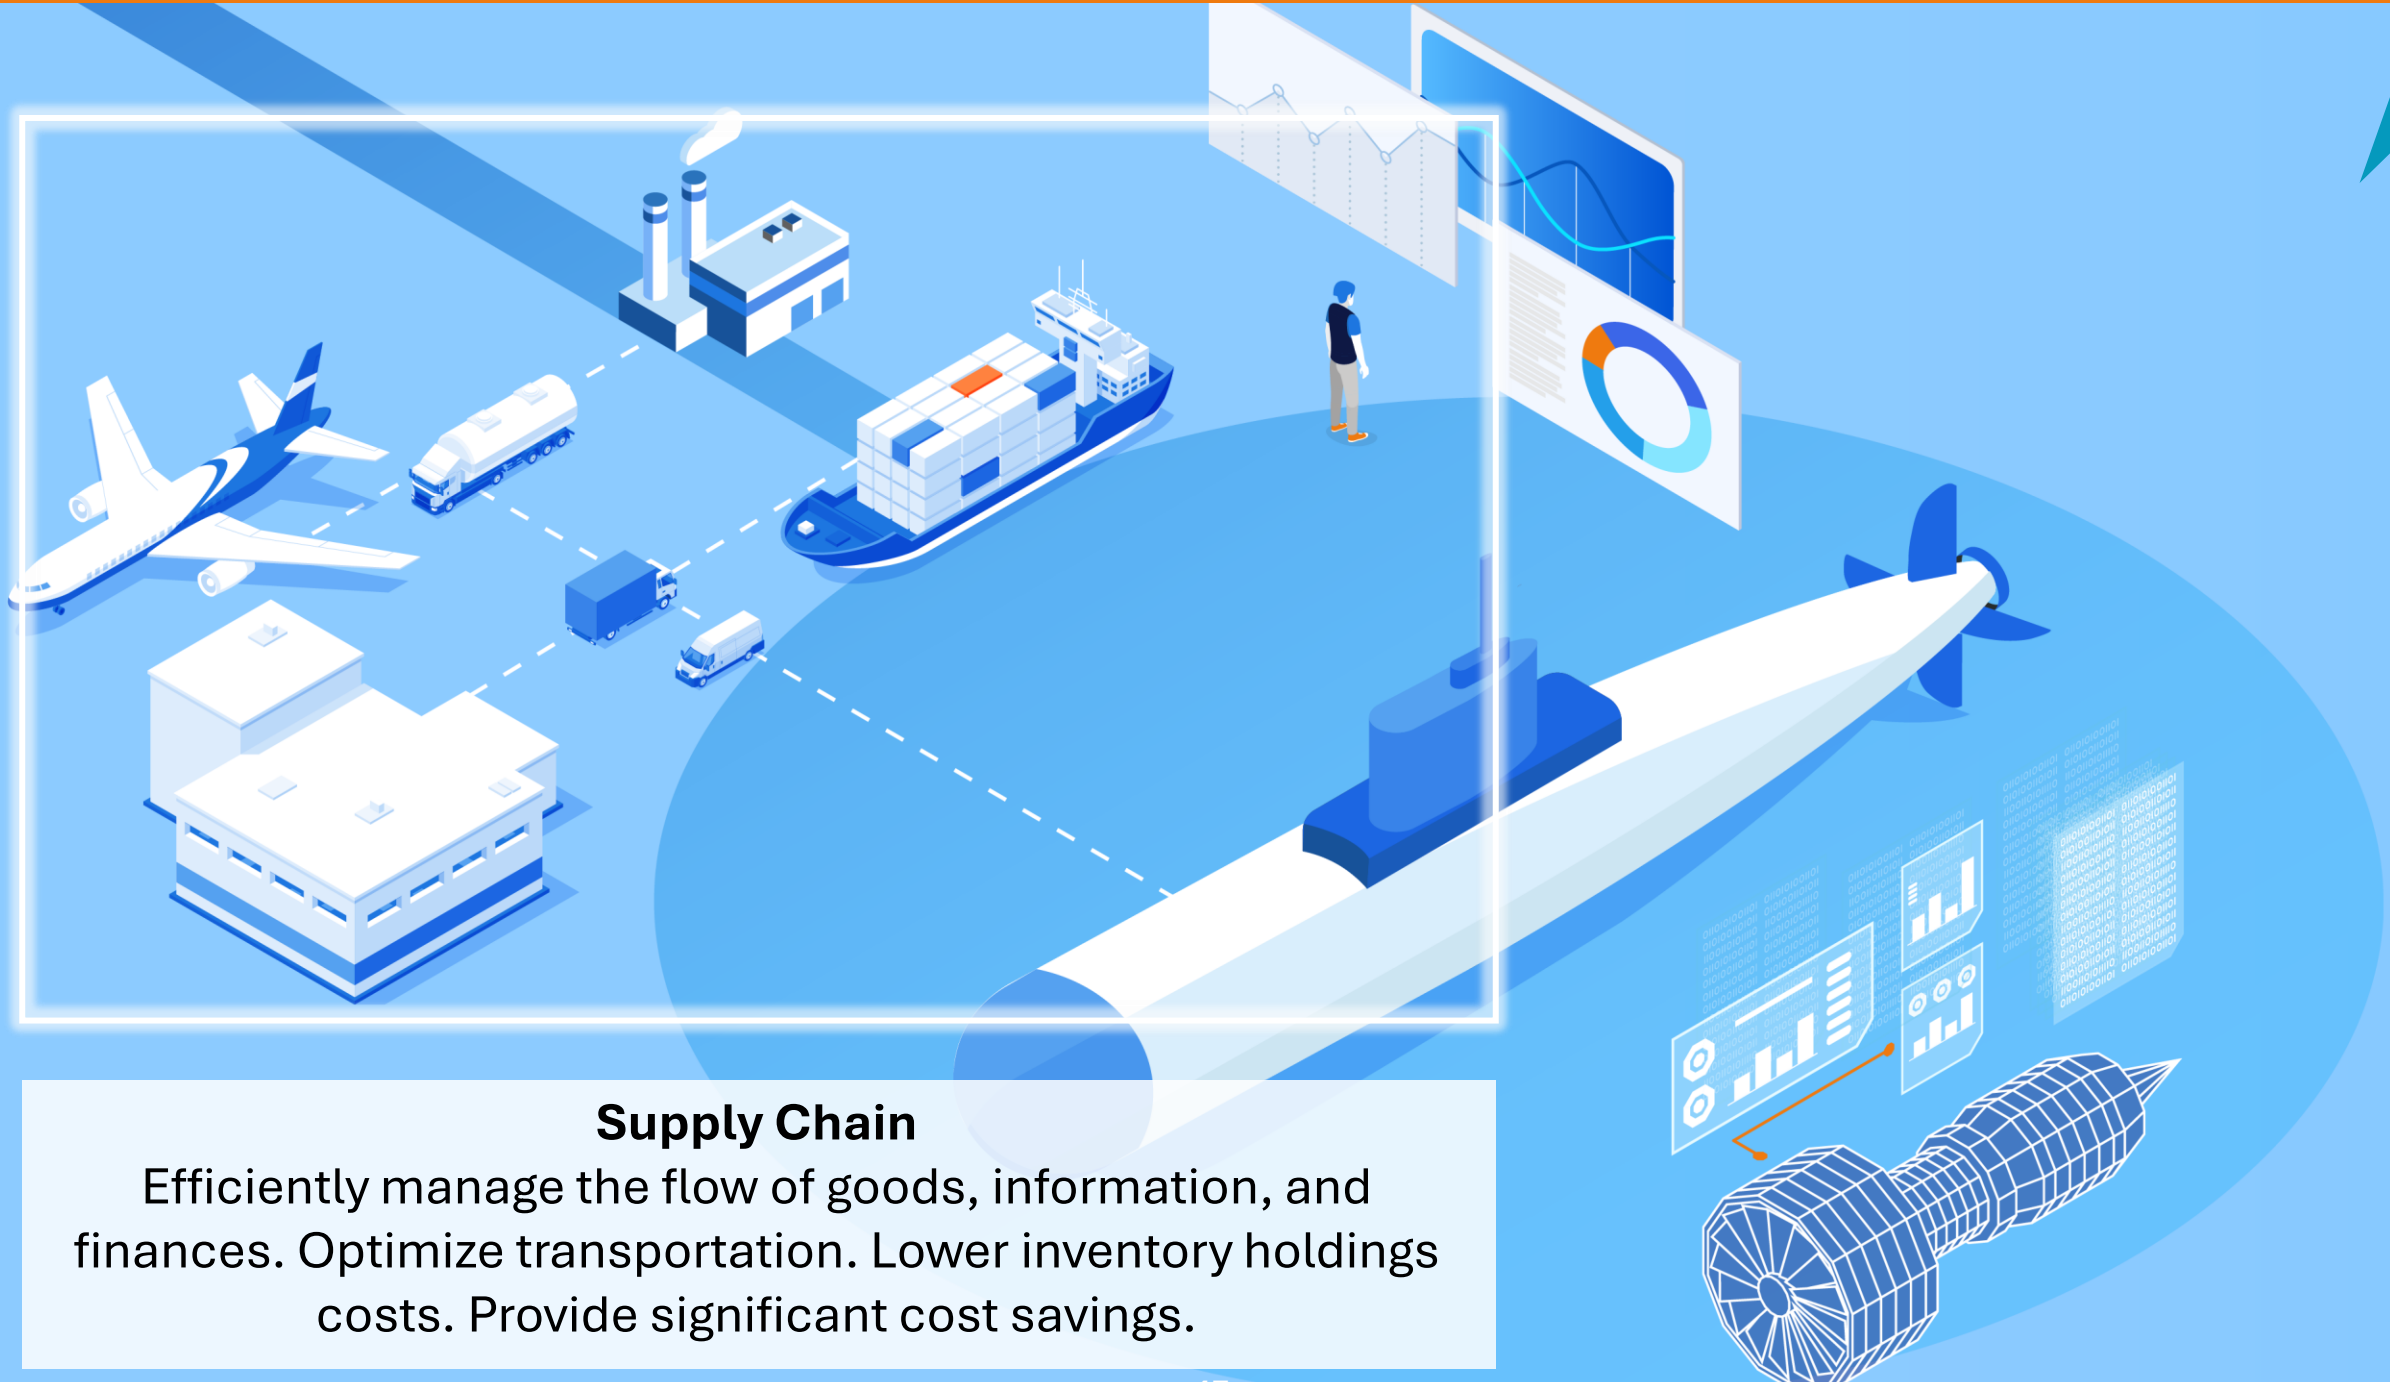 Supply Chain
Efficiently manage the flow of goods, information, and
finances. Optimize transportation. Lower inventory holdings
costs. Provide significant cost savings.